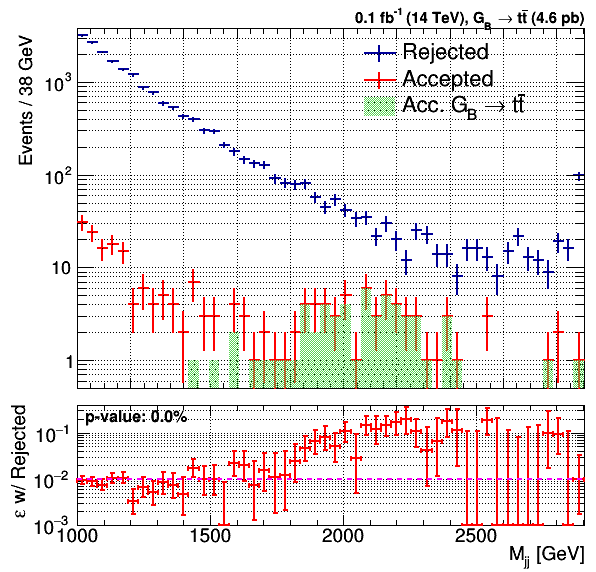 0.1 fb⁻¹ (14 TeV), G_B → tt̄ (4.6 pb)
Events / 38 GeV
10³
10²
10
1
Rejected
Accepted
Acc. G_B → tt̄
p-value: 0.0%
ε w/ Rejected
10⁻¹
10⁻²
10⁻³
1000 1500 2000 2500
M_jj [GeV]